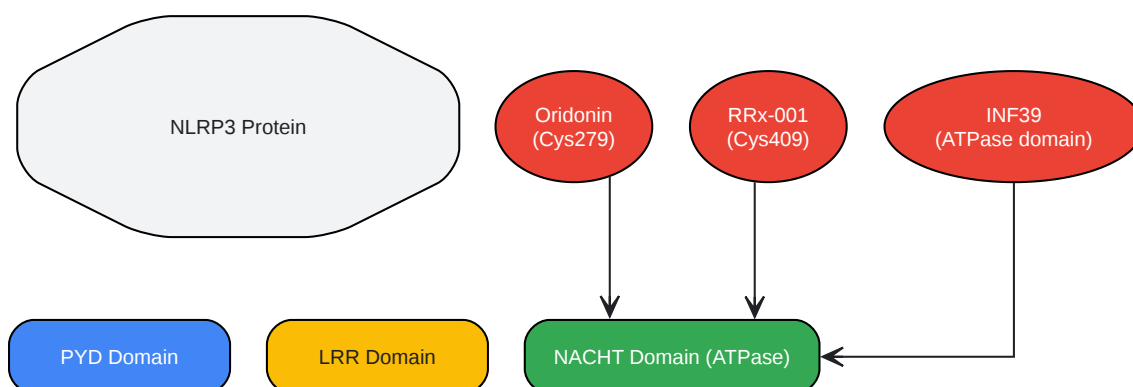 NLRP3 Protein
Oridonin
(Cys279)
RRx-001
(Cys409)
INF39
(ATPase domain)
PYD Domain
LRR Domain
NACHT Domain (ATPase)